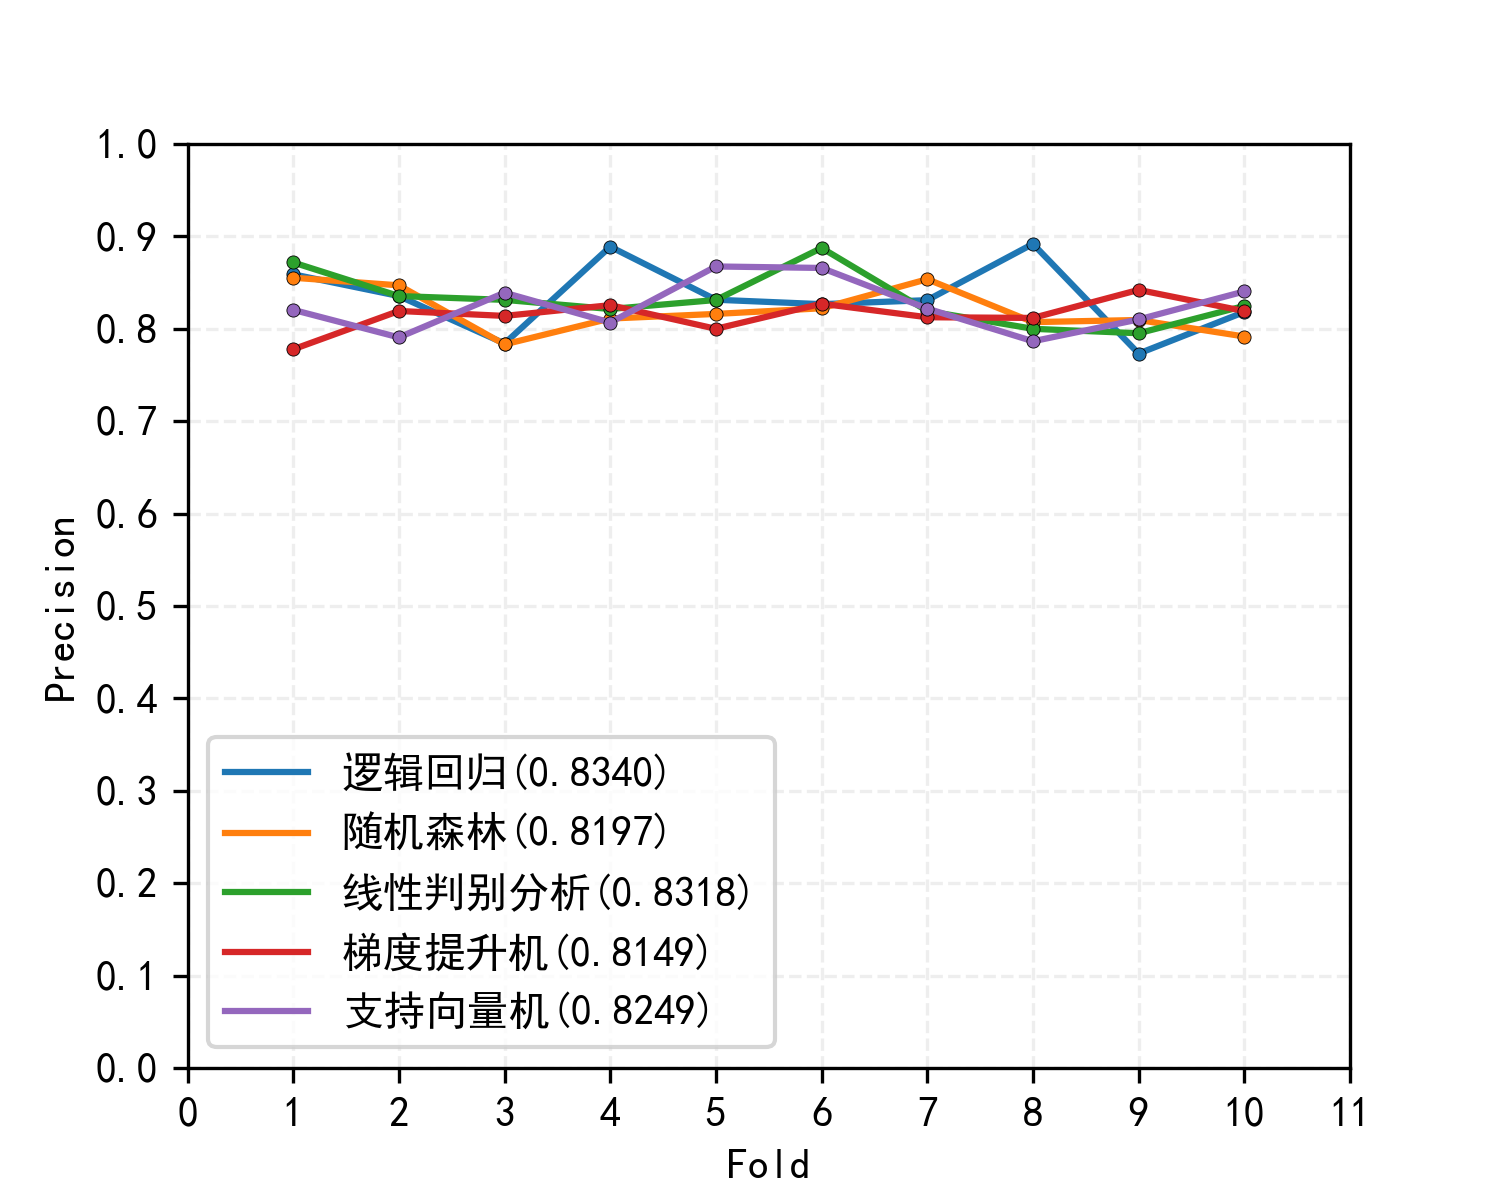 1.0
0.9
0.8
0.7
0.6
0.5
0.4
0.3
0.2
0.1
0.0
Precision
逻辑回归(0.8340)
随机森林(0.8197)
线性判别分析(0.8318)
梯度提升机(0.8149)
支持向量机(0.8249)
0 1 2 3 4 5 6 7 8 9 10 11
Fold